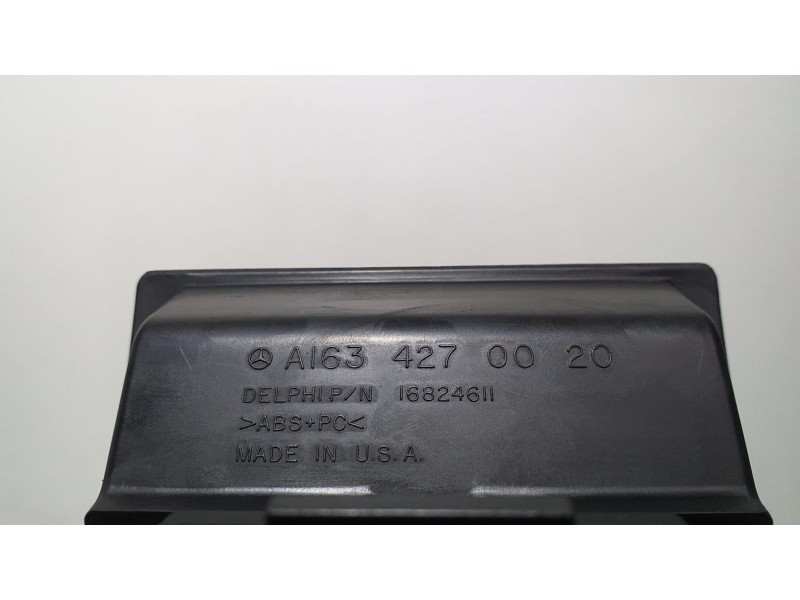 A163 427 00 20
DELPHI P/N 16824611
>ABS+PC<
MADE IN U.S.A.